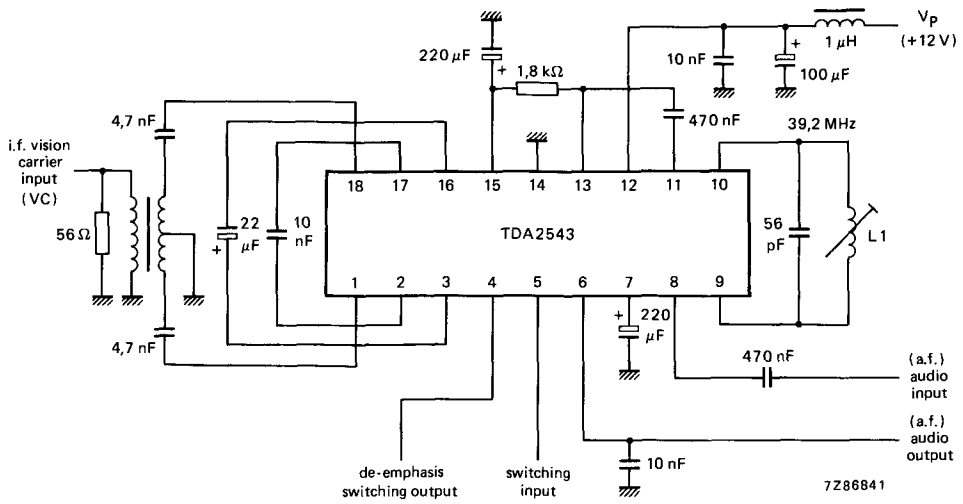 VP
(+12 V)
1 μH
220 μF
+
1,8 kΩ
10 nF
+
100 μF
4,7 nF
470 nF
39,2 MHz
i.f. vision
carrier
input
(VC)
18 17 16 15 14 13 12 11 10
56 Ω
22
μF
+
10
nF
TDA2543
56
pF
L1
1 2 3 4 5 6 7 8 9
4,7 nF
+
220
μF
470 nF
(a.f.)
audio
input
(a.f.)
audio
output
10 nF
de-emphasis
switching output
switching
input
7Z86841